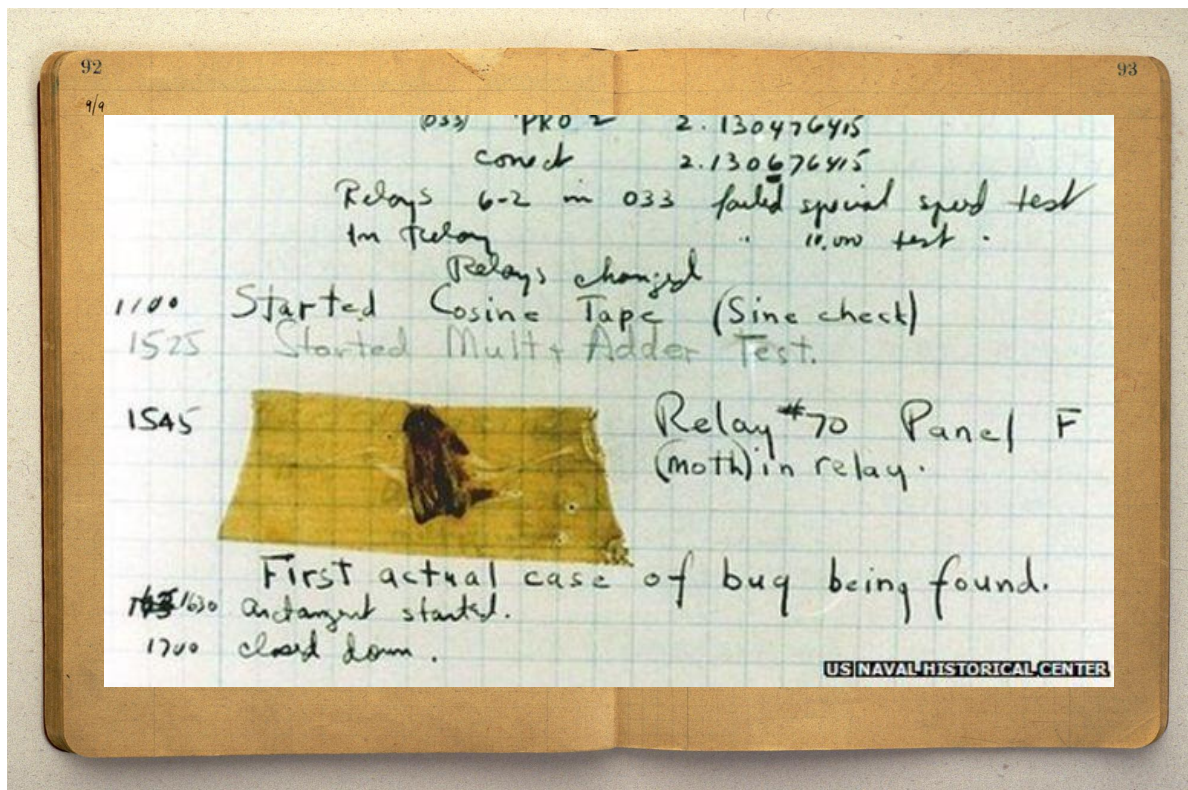 92
93
9/9
(033) PRO 2 2.130476415
conect 2.130676415
Relays 6-2 in 033 failed special speed test
In Relay " 10,000 test.
Relays changed
1100 Started Cosine Tape (Sine check)
1525 Started Mult + Adder Test.
1545 Relay #70 Panel F
(moth) in relay.
First actual case of bug being found.
1630 andangent started.
1700 closed down.
US NAVAL HISTORICAL CENTER